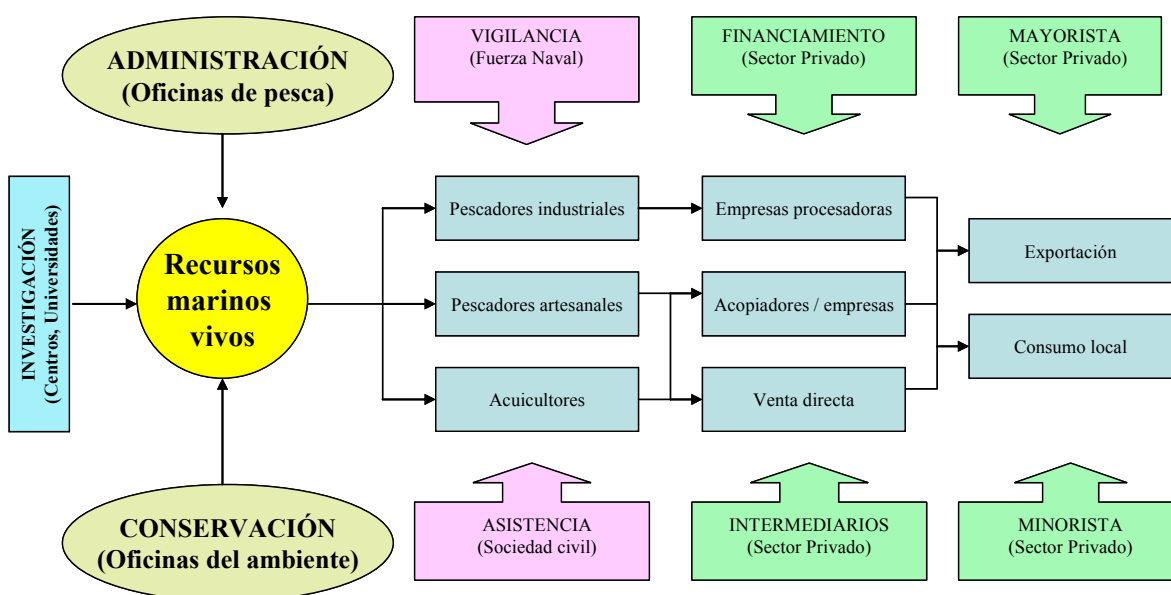 ADMINISTRACIÓN
(Oficinas de pesca)
VIGILANCIA
(Fuerza Naval)
FINANCIAMIENTO
(Sector Privado)
MAYORISTA
(Sector Privado)
INVESTIGACIÓN
(Centros, Universidades)
Recursos
marinos
vivos
Pescadores industriales
Empresas procesadoras
Exportación
Pescadores artesanales
Acopiadores / empresas
Consumo local
Acuicultores
Venta directa
CONSERVACIÓN
(Oficinas del ambiente)
ASISTENCIA
(Sociedad civil)
INTERMEDIARIOS
(Sector Privado)
MINORISTA
(Sector Privado)